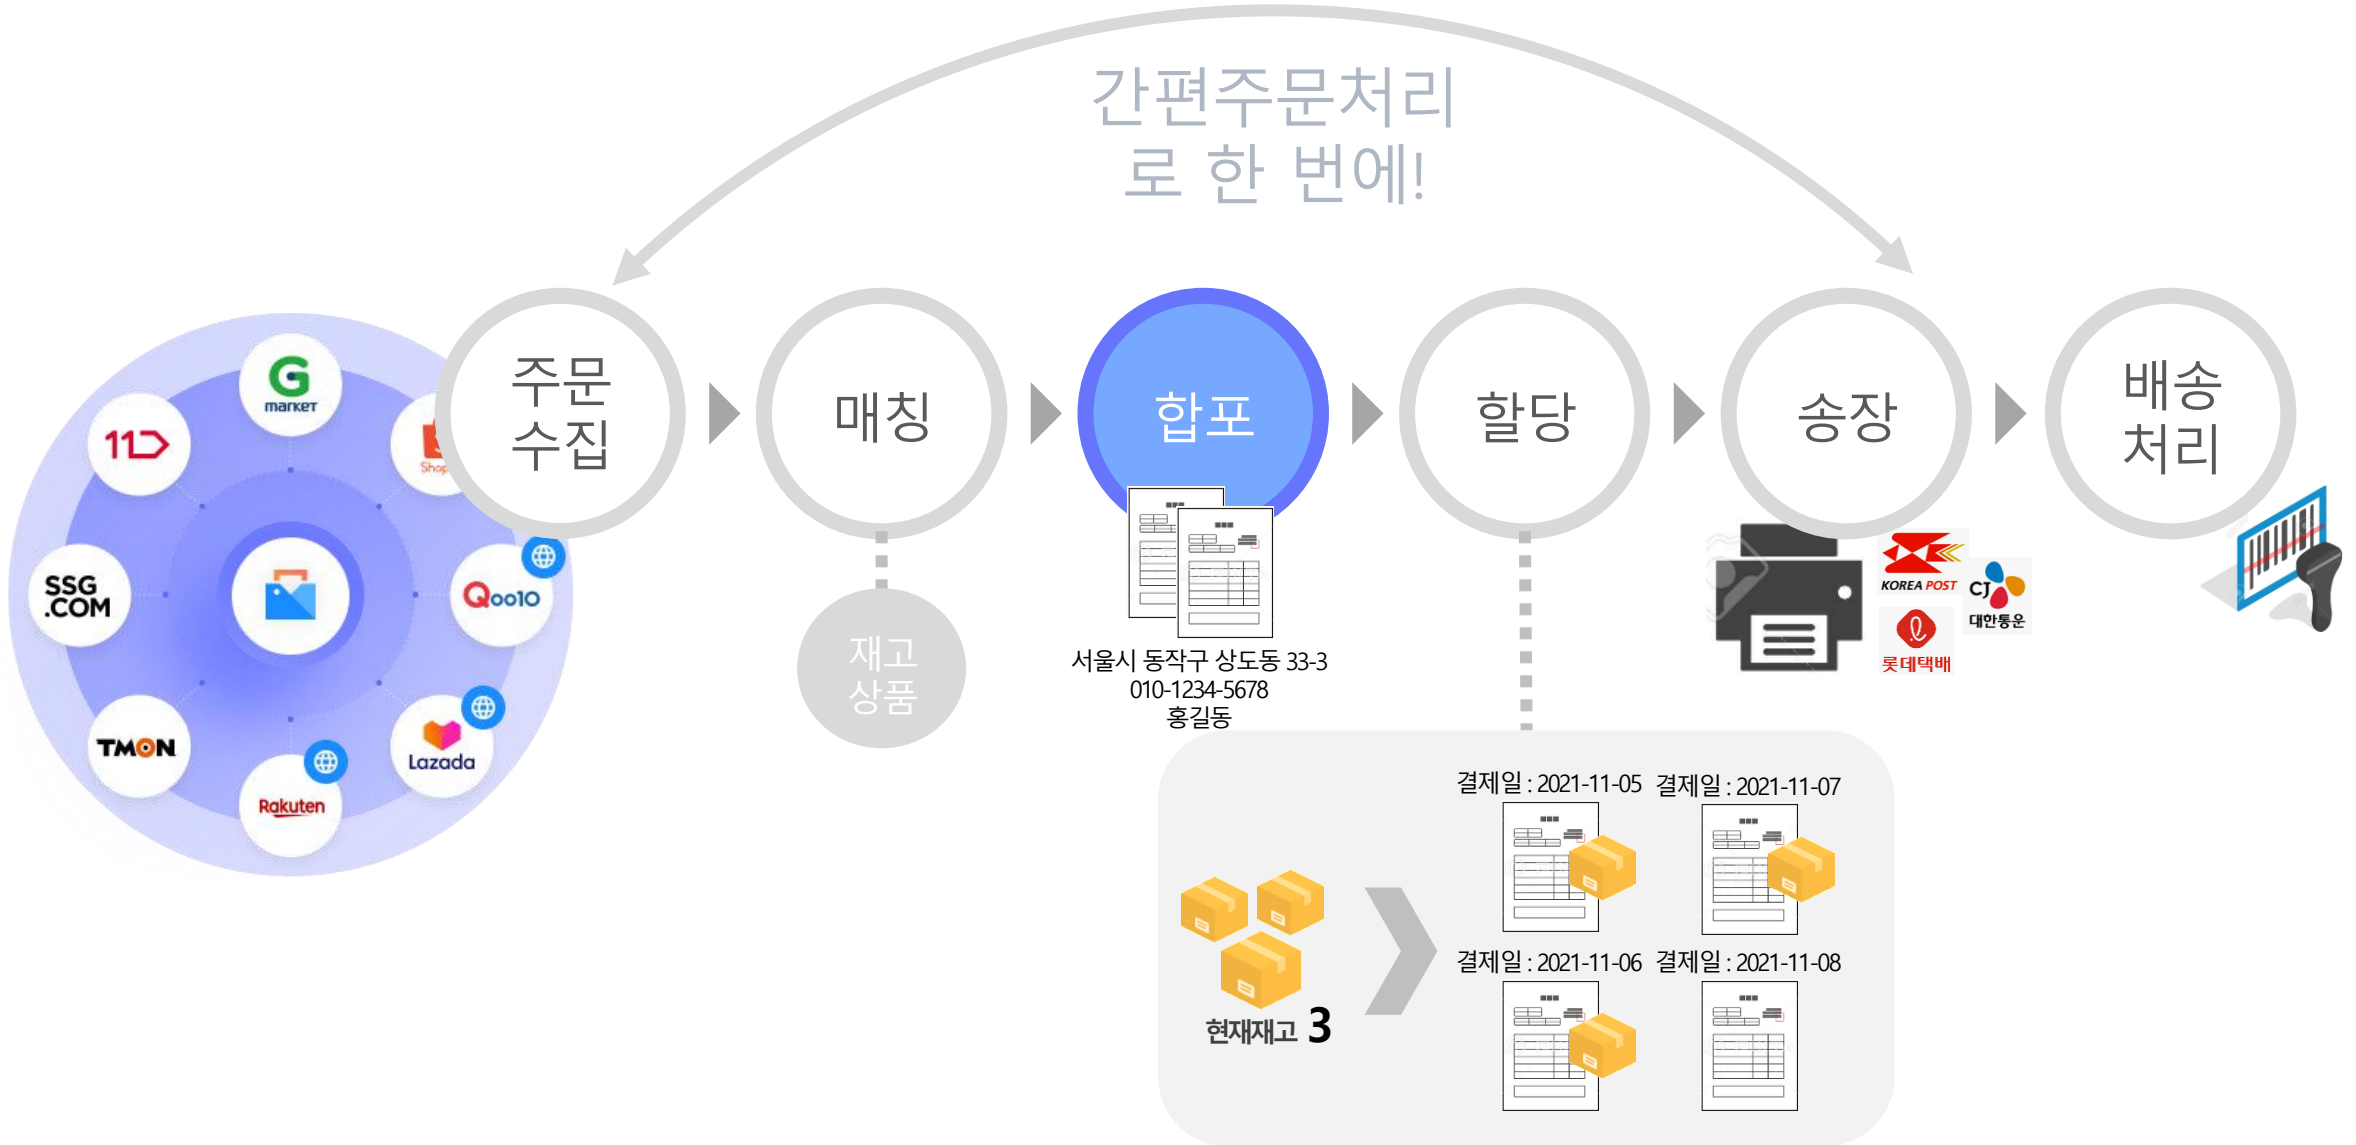 간편주문처리
로 한 번에!
주문
수집
매칭
합포
할당
송장
배송
처리
G
market
11
Shop
SSG
.COM
Qoo10
TMON
Lazada
Rakuten
재고
상품
서울시 동작구 상도동 33-3
010-1234-5678
홍길동
KOREA POST
CJ
대한통운
롯데택배
결제일 : 2021-11-05
결제일 : 2021-11-07
결제일 : 2021-11-06
결제일 : 2021-11-08
현재재고 3